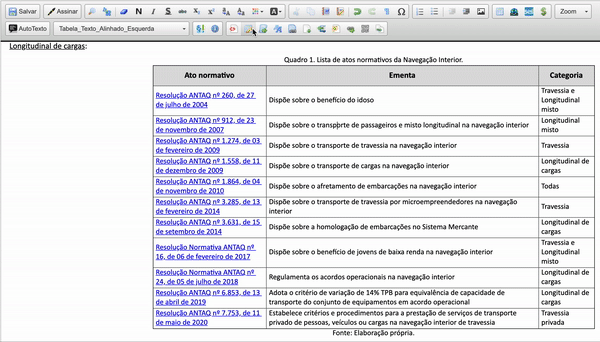 Salvar Assinar Zoom
AutoTexto Tabela_Texto_Alinhado_Esquerda
Longitudinal de cargas:
Quadro 1. Lista de atos normativos da Navegação Interior.
Ato normativo Ementa Categoria
Resolução ANTAQ nº 260, de 27 de julho de 2004 Dispõe sobre o benefício do idoso Travessia e Longitudinal misto
Resolução ANTAQ nº 912, de 23 de novembro de 2007 Dispõe sobre o transporte de passageiros e misto longitudinal na navegação interior Longitudinal misto
Resolução ANTAQ nº 1.274, de 03 de fevereiro de 2009 Dispõe sobre o transporte de travessia na navegação interior Travessia
Resolução ANTAQ nº 1.558, de 11 de dezembro de 2009 Dispõe sobre o transporte de cargas na navegação interior Longitudinal de cargas
Resolução ANTAQ nº 1.864, de 04 de novembro de 2010 Dispõe sobre o afretamento de embarcações na navegação interior Todas
Resolução ANTAQ nº 3.285, de 13 de fevereiro de 2014 Dispõe sobre o transporte de travessia por microempreendedores na navegação interior Travessia
Resolução ANTAQ nº 3.631, de 15 de setembro de 2014 Dispõe sobre a homologação de embarcações no Sistema Mercante Longitudinal de cargas
Resolução Normativa ANTAQ nº 16, de 06 de fevereiro de 2017 Dispõe sobre o benefício de jovens de baixa renda na navegação interior Travessia e Longitudinal misto
Resolução Normativa ANTAQ nº 24, de 05 de julho de 2018 Regulamenta os acordos operacionais na navegação interior Longitudinal de cargas
Resolução ANTAQ nº 6.853, de 13 de abril de 2019 Adota o critério de variação de 14% TPB para equivalência de capacidade de transporte do conjunto de equipamentos em acordo operacional Longitudinal de cargas
Resolução ANTAQ nº 7.753, de 11 de maio de 2020 Estabelece critérios e procedimentos para a prestação de serviços de transporte privado de pessoas, veículos ou cargas na navegação interior de travessia Travessia privada
Fonte: Elaboração própria.